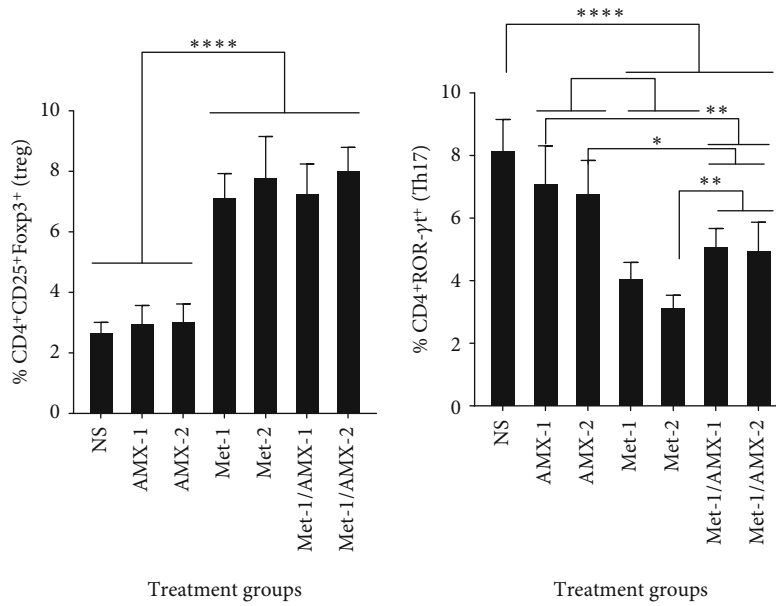 ****
10
8
6
4
2
0
% CD4+CD25+Foxp3+ (treg)
NS
AMX-1
AMX-2
Met-1
Met-2
Met-1/AMX-1
Met-1/AMX-2
Treatment groups
****
**
*
**
10
8
6
4
2
0
% CD4+ROR-γt+ (Th17)
NS
AMX-1
AMX-2
Met-1
Met-2
Met-1/AMX-1
Met-1/AMX-2
Treatment groups